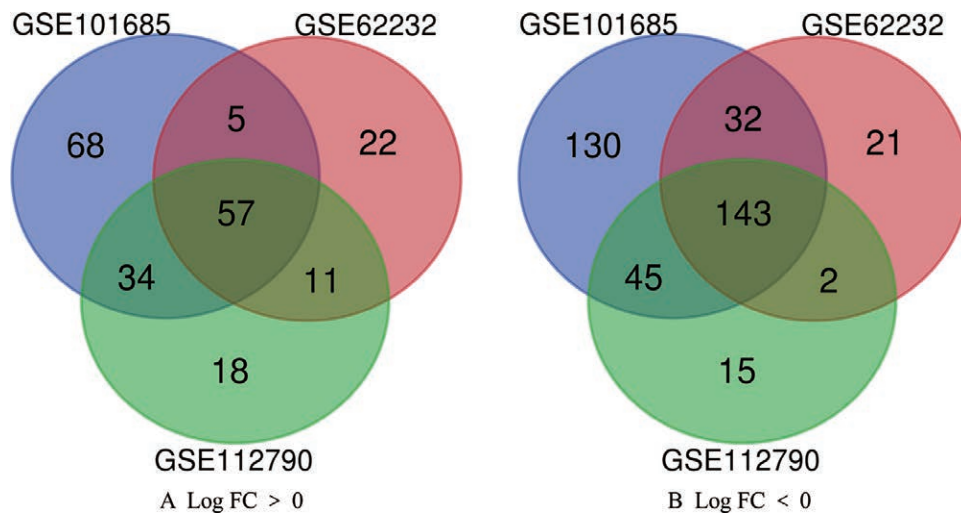 GSE101685 GSE62232
68 5 22
57
34 11
18
GSE112790
A Log FC > 0
GSE101685 GSE62232
130 32 21
143
45 2
15
GSE112790
B Log FC < 0